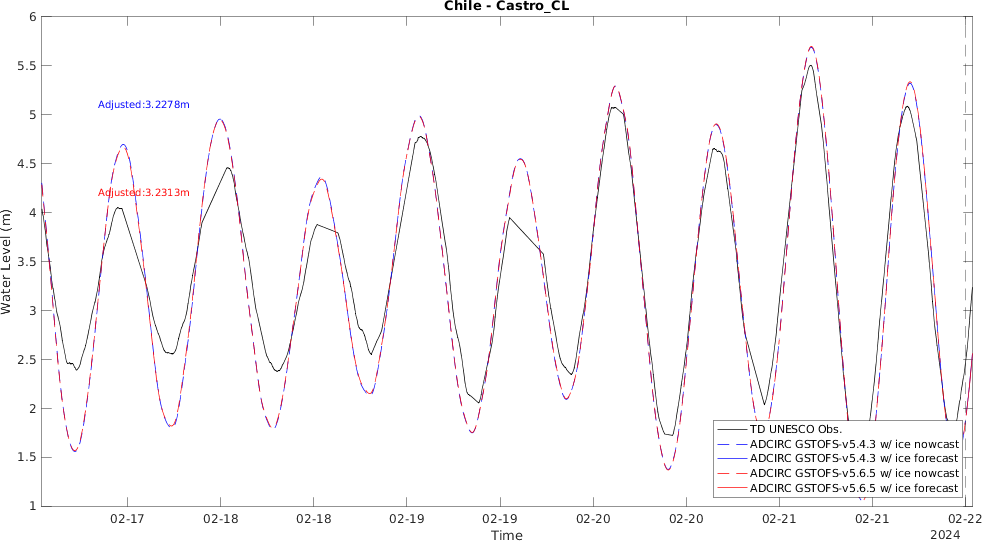 Chile - Castro_CL
6
5.5
5
4.5
4
3.5
3
2.5
2
1.5
1
Water Level (m)
Adjusted:3.2278m
Adjusted:3.2313m
TD UNESCO Obs.
ADCIRC GSTOFS-v5.4.3 w/ ice nowcast
ADCIRC GSTOFS-v5.4.3 w/ ice forecast
ADCIRC GSTOFS-v5.6.5 w/ ice nowcast
ADCIRC GSTOFS-v5.6.5 w/ ice forecast
02-17 02-18 02-18 02-19 02-19 02-20 02-20 02-21 02-21 02-22
2024
Time